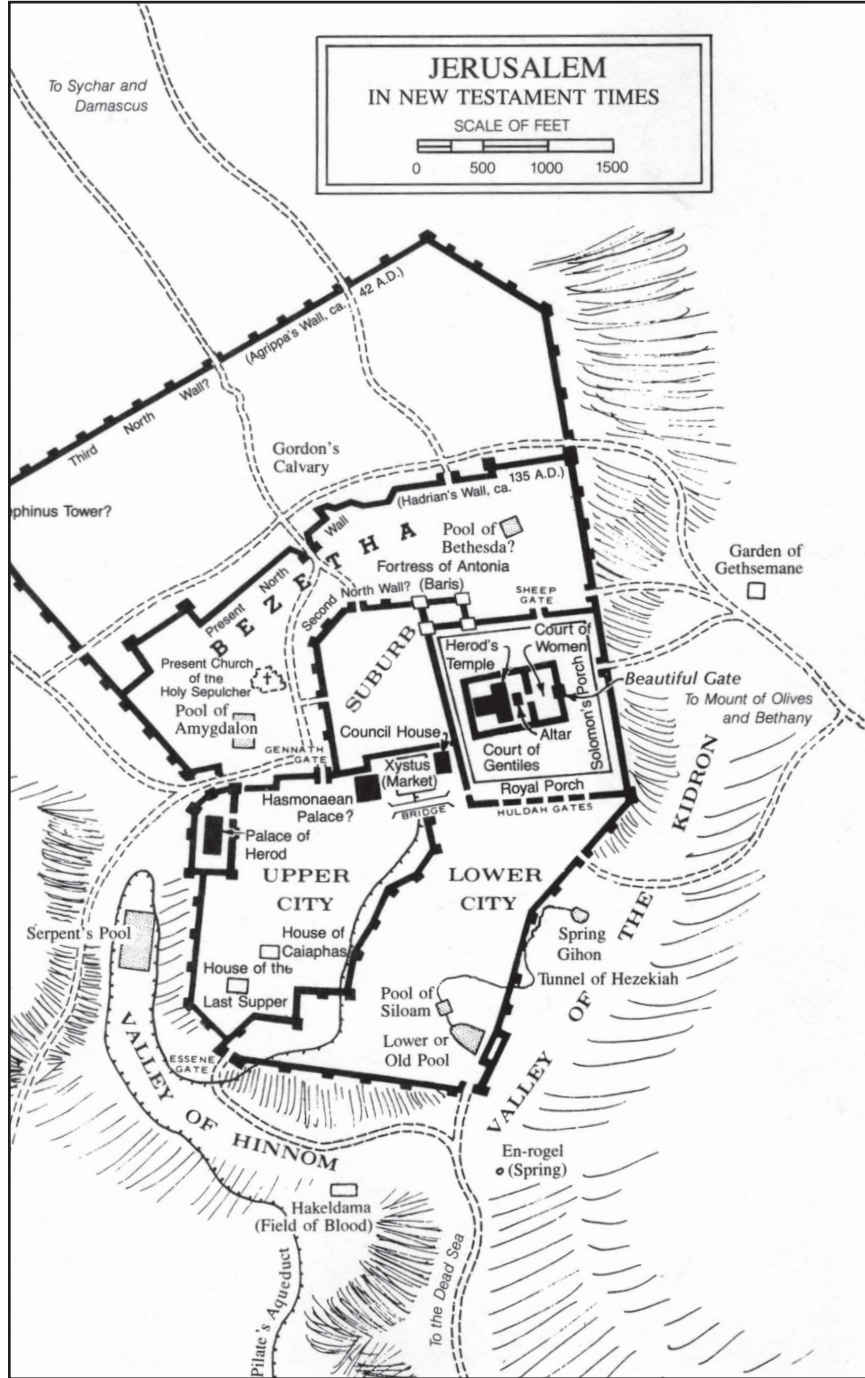 JERUSALEM
IN NEW TESTAMENT TIMES
SCALE OF FEET
0 500 1000 1500
To Sychar and
Damascus
Third North Wall? (Agrippa's Wall, ca. 42 A.D.)
Gordon's
Calvary
ephinus Tower?
Present North Wall (Hadrian's Wall, ca. 135 A.D.)
BEZETHA
Pool of
Bethesda?
Fortress of Antonia
(Baris)
Second North Wall?
SHEEP
GATE
Garden of
Gethsemane
SUBURB
Herod's
Temple
Court of
Women
Beautiful Gate
Altar
Court of
Gentiles
Solomon's Porch
Royal Porch
HULDAH GATES
To Mount of Olives
and Bethany
Present Church
of the
Holy Sepulcher
Pool of
Amygdalon
GENNATH
GATE
Council House
Xystus
(Market)
BRIDGE
Hasmonaean
Palace?
Palace of
Herod
UPPER
CITY
LOWER
CITY
VALLEY OF THE KIDRON
Serpent's Pool
House of
Caiaphas
House of the
Last Supper
Spring
Gihon
Tunnel of Hezekiah
Pool of
Siloam
Lower or
Old Pool
ESSENE
GATE
VALLEY OF HINNOM
En-rogel
(Spring)
Hakeldama
(Field of Blood)
Pilate's Aqueduct
To the Dead Sea